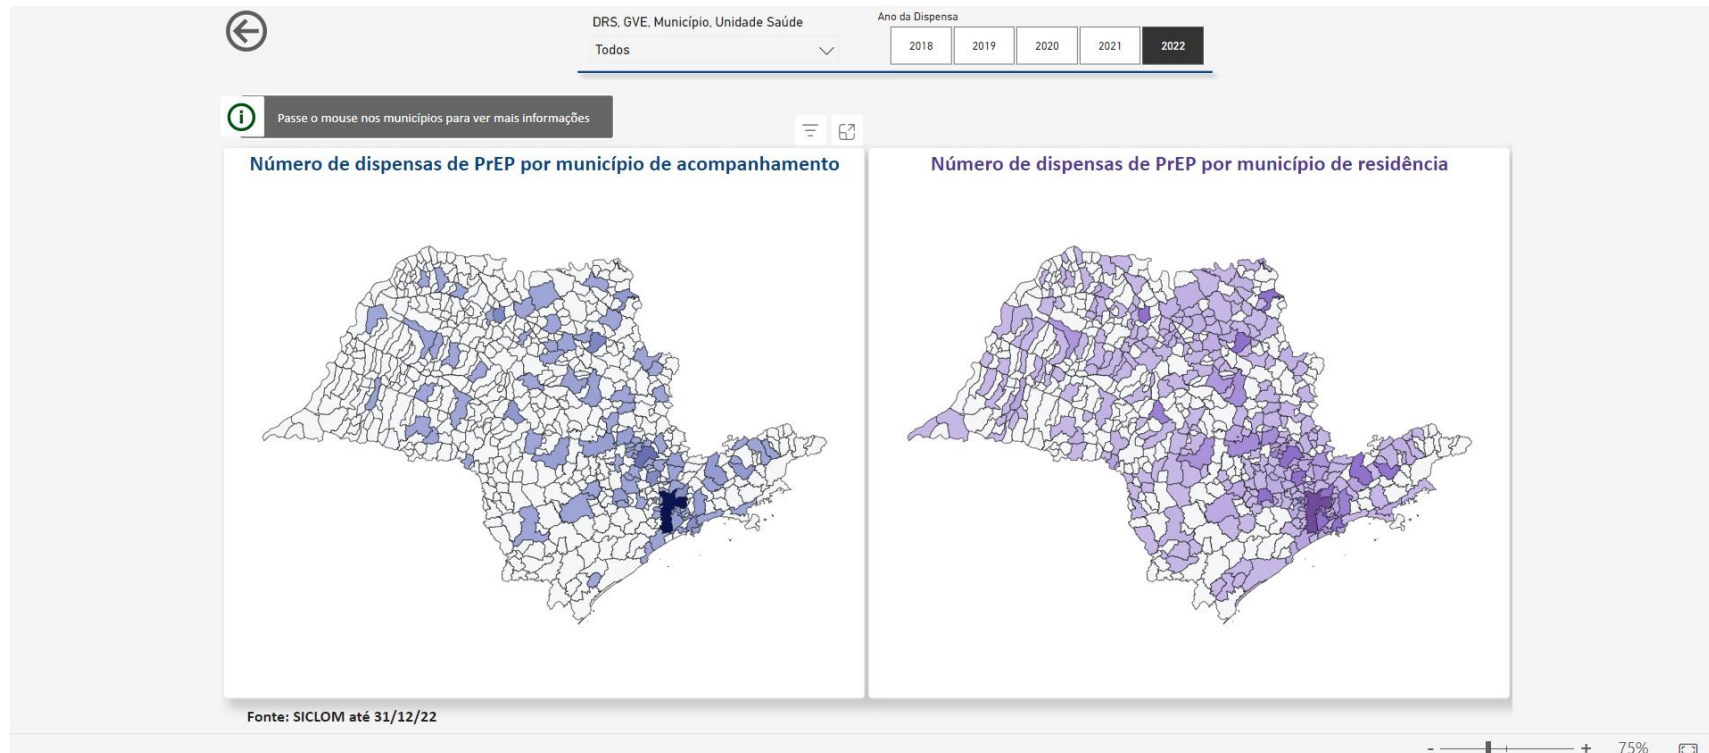 DRS, GVE, Município, Unidade Saúde
Todos
Ano da Dispensa
2018
2019
2020
2021
2022
Passe o mouse nos municípios para ver mais informações
Número de dispensas de PrEP por município de acompanhamento
Número de dispensas de PrEP por município de residência
Fonte: SICLOM até 31/12/22
- + 75%